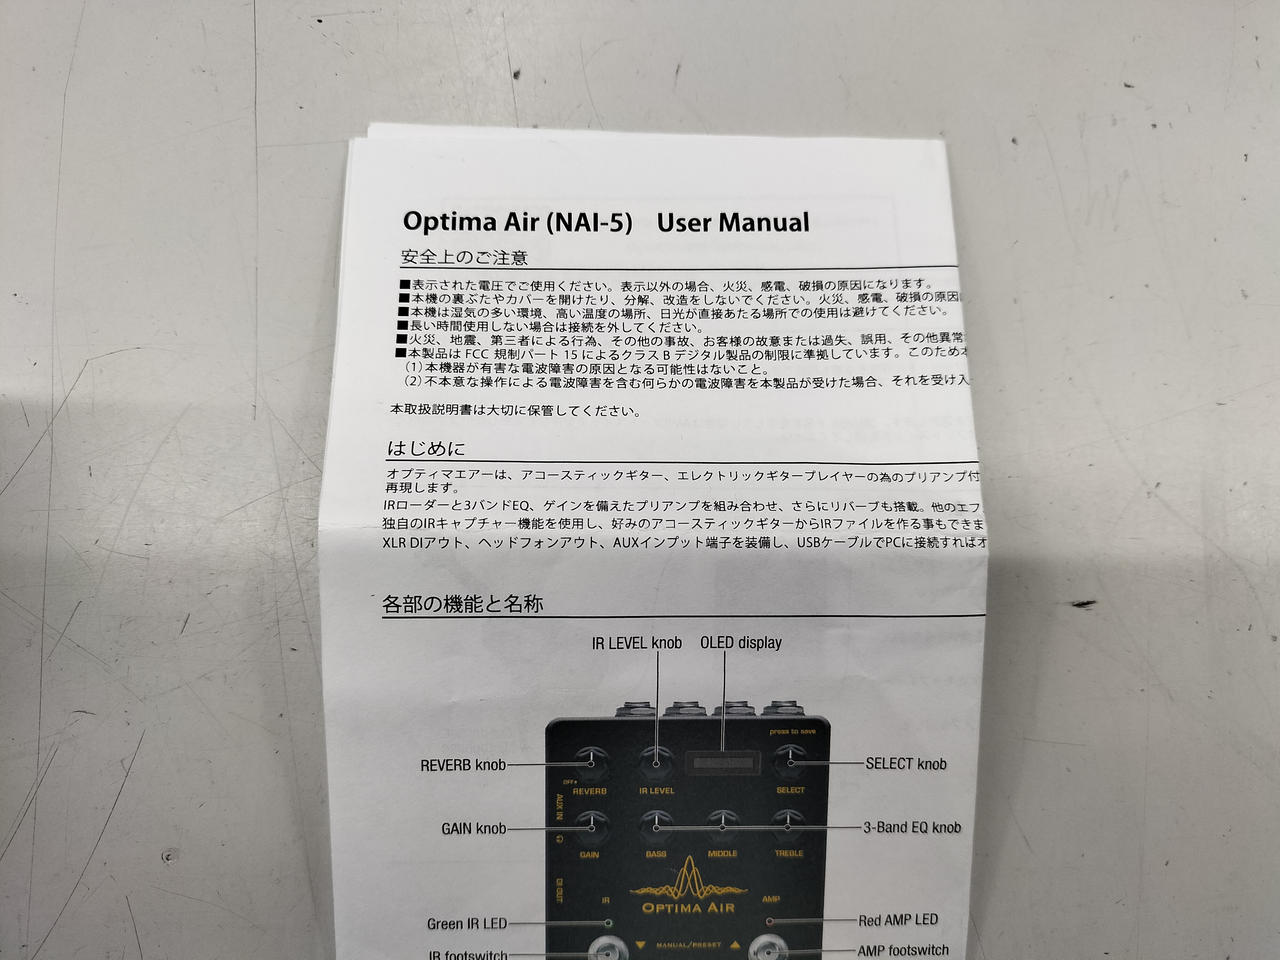 Optima Air (NAI-5) User Manual
安全上のご注意
■表示された電圧でご使用ください。表示以外の場合、火災、感電、破損の原因になります。
■本機の裏ぶたやカバーを開けたり、分解、改造をしないでください。火災、感電、破損の原因
■本機は湿気の多い環境、高い温度の場所、日光が直接あたる場所での使用は避けてください。
■長い時間使用しない場合は接続を外してください。
■火災、地震、第三者による行為、その他の事故、お客様の故意または過失、誤用、その他異常
■本製品は FCC 規制パート 15 によるクラス B デジタル製品の制限に準拠しています。このため
(1)本機器が有害な電波障害の原因となる可能性はないこと。
(2)不本意な操作による電波障害を含む何らかの電波障害を本製品が受けた場合、それを受け入
本取扱説明書は大切に保管してください。
はじめに
オプティマエアーは、アコースティックギター、エレクトリックギタープレイヤーの為のプリアンプ付
再現します。
IRローダーと3バンドEQ、ゲインを備えたプリアンプを組み合わせ、さらにリバーブも搭載。他のエフ
独自のIRキャプチャー機能を使用し、好みのアコースティックギターからIRファイルを作る事もできま
XLR DIアウト、ヘッドフォンアウト、AUXインプット端子を装備し、USBケーブルでPCに接続すればオ
各部の機能と名称
IR LEVEL knob OLED display
press to save
REVERB knob
SELECT knob
OFF
REVERB IR LEVEL SELECT
AUX IN
GAIN knob
3-Band EQ knob
GAIN BASS MIDDLE TREBLE
DI OUT
IR AMP
OPTIMA AIR
Green IR LED
Red AMP LED
MANUAL/PRESET
IR footswitch
AMP footswitch